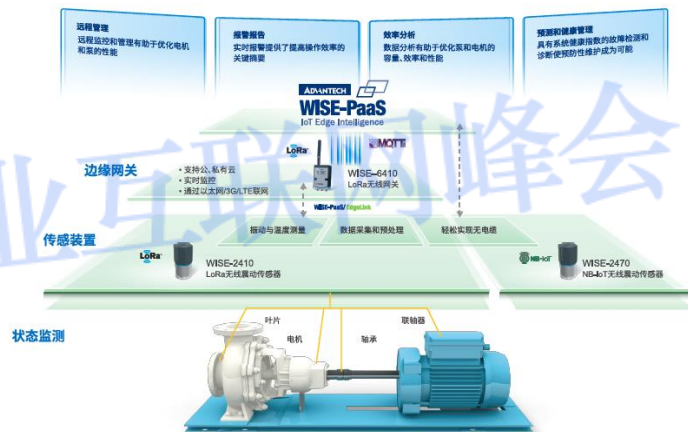 远程管理
远程监控和管理有助于优化电机
和泵的性能
报警报告
实时报警提供了提高操作效率的
关键摘要
效率分析
数据分析有助于优化泵和电机的
容量、效率和性能
预测和健康管理
具有系统健康指数的故障检测和
诊断使预防性维护成为可能
ADVANTECH
WISE-PaaS
IoT Edge Intelligence
LoRa
MQTT
边缘网关
• 支持公、私有云
• 实时监控
• 通过以太网/3G/LTE联网
WISE-6410
LoRa无线网关
WISE-PaaS/EdgeLink
传感装置
振动与温度测量
数据采集和预处理
轻松实现无电缆
LoRa
WISE-2410
LoRa无线震动传感器
NB-IoT
WISE-2470
NB-IoT无线震动传感器
状态监测
叶片
电机
轴承
联轴器
业互联网峰会